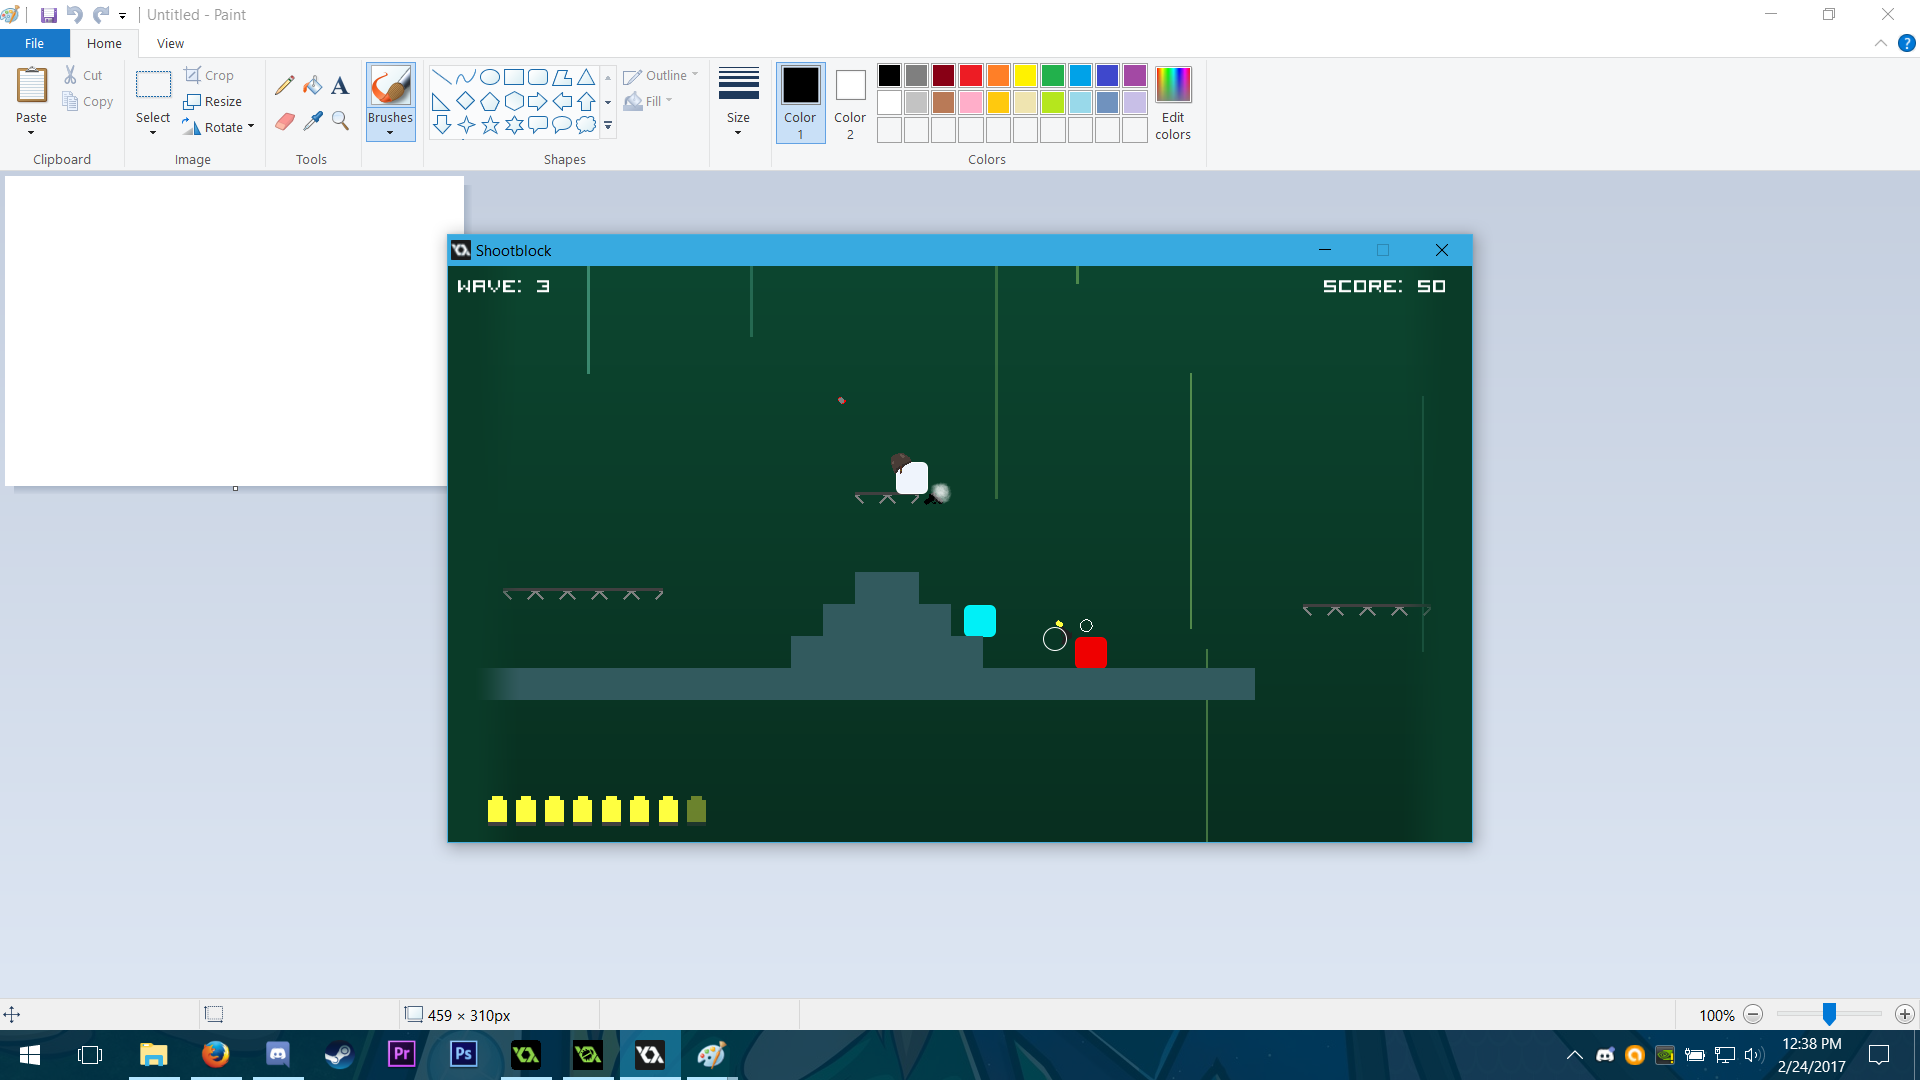 Untitled - Paint
File
Home
View
Paste
Cut
Copy
Clipboard
Select
Crop
Resize
Rotate
Image
A
Tools
Brushes
Outline
Fill
Shapes
Size
Color 1
Color 2
Edit colors
Colors
?
Shootblock
WAVE: 3
SCORE: 50
459 × 310px
100%
Pr
Ps
12:38 PM
2/24/2017